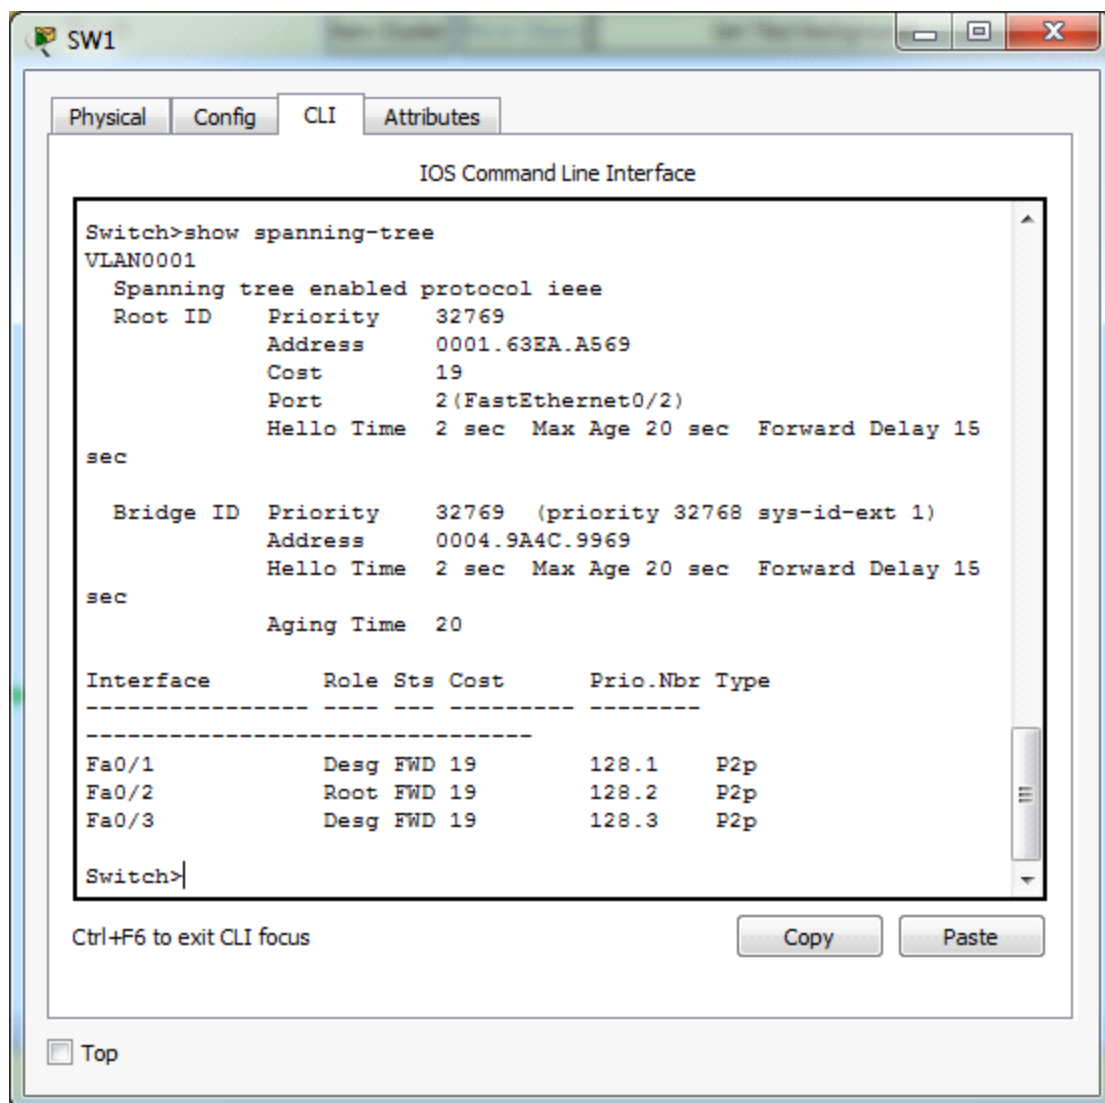 SW1
Physical Config CLI Attributes
IOS Command Line Interface
Switch>show spanning-tree
VLAN0001
  Spanning tree enabled protocol ieee
  Root ID    Priority    32769
             Address     0001.63EA.A569
             Cost        19
             Port        2(FastEthernet0/2)
             Hello Time  2 sec  Max Age 20 sec  Forward Delay 15
sec
  Bridge ID  Priority    32769  (priority 32768 sys-id-ext 1)
             Address     0004.9A4C.9969
             Hello Time  2 sec  Max Age 20 sec  Forward Delay 15
sec
             Aging Time  20
Interface        Role Sts Cost      Prio.Nbr Type
---------------- ---- --- --------- --------
--------------------------------
Fa0/1            Desg FWD 19        128.1    P2p
Fa0/2            Root FWD 19        128.2    P2p
Fa0/3            Desg FWD 19        128.3    P2p
Switch>
Ctrl+F6 to exit CLI focus
Copy Paste
Top